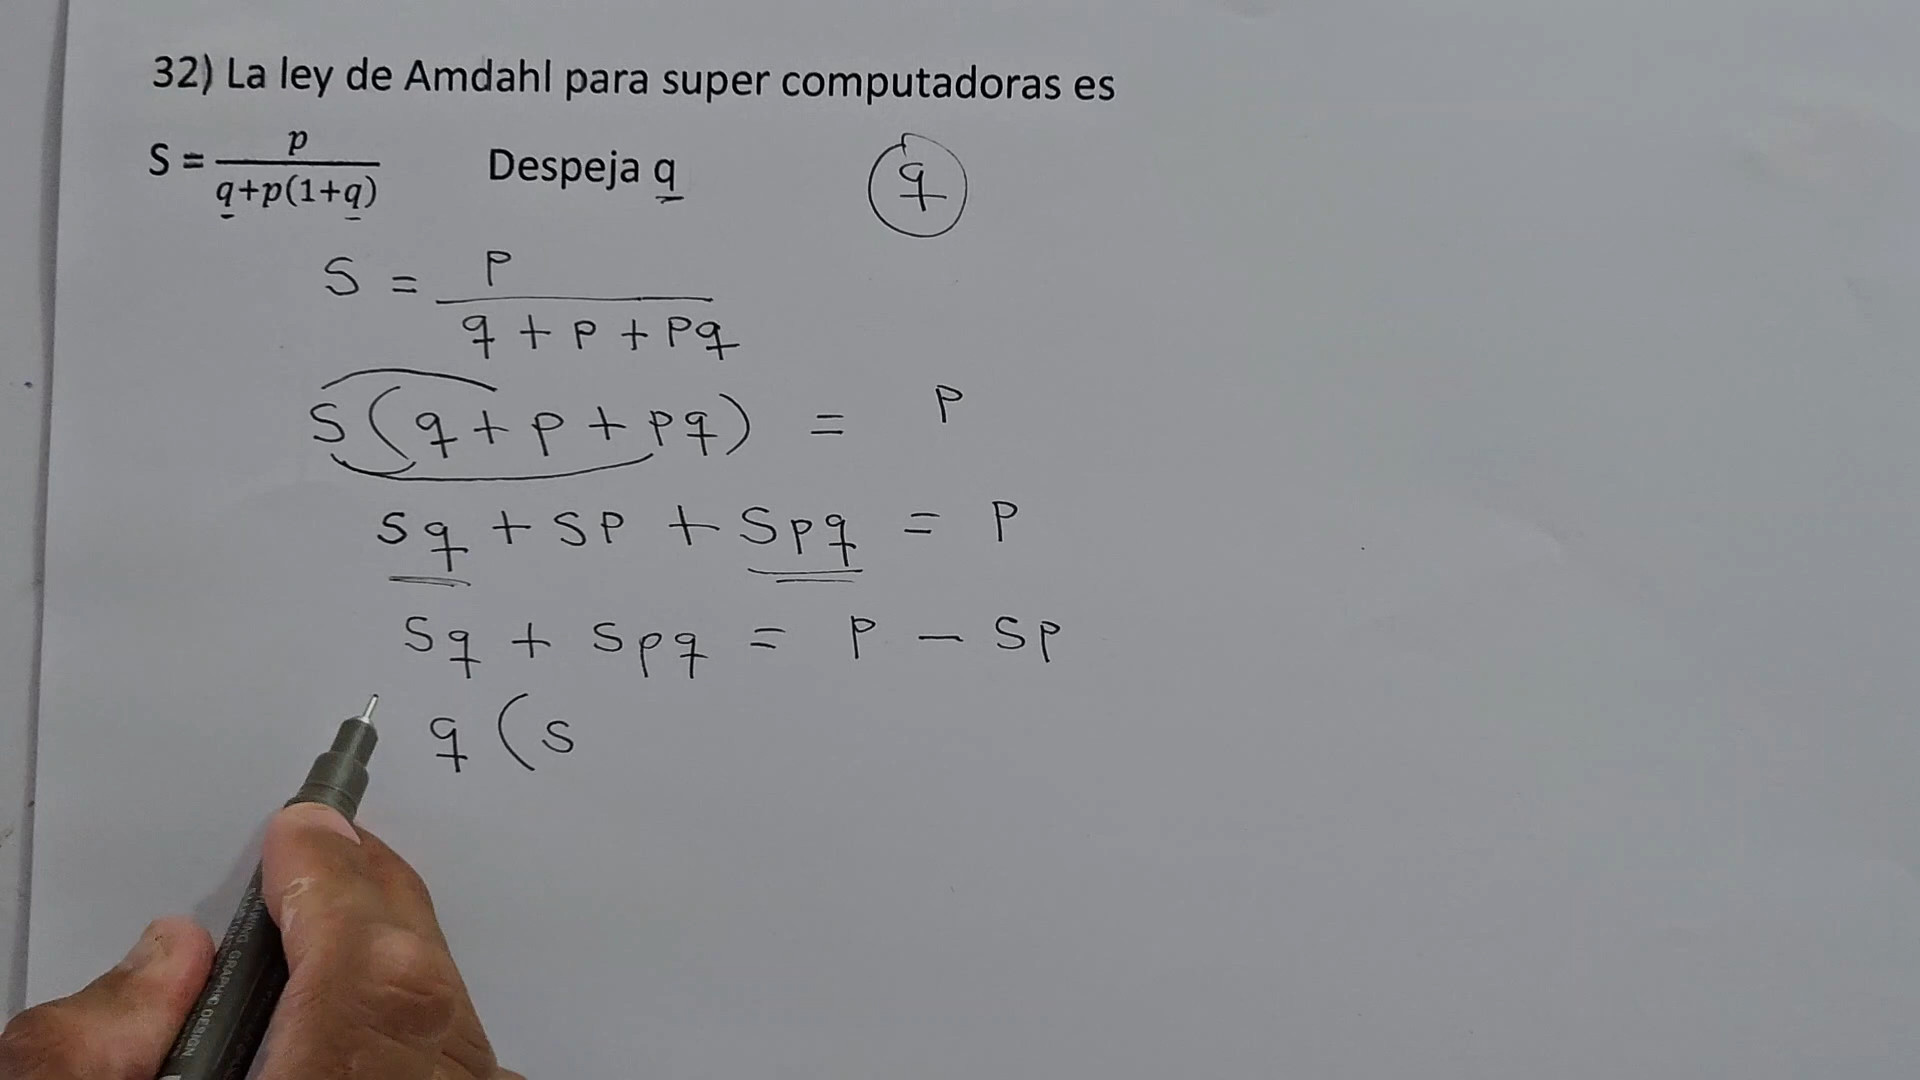 32) La ley de Amdahl para super computadoras es
S = p / q+p(1+q) Despeja q q
S = P / q + P + Pq
S(q + p + pq) = P
Sq + SP + Spq = P
Sq + Spq = P - SP
q (S